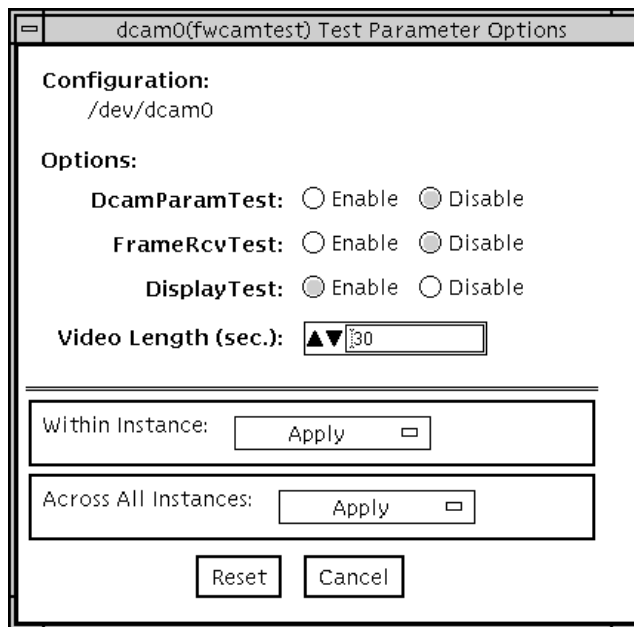 dcam0(fwcamtest) Test Parameter Options
Configuration:
/dev/dcam0
Options:
DcamParamTest: Enable Disable
FrameRcvTest: Enable Disable
DisplayTest: Enable Disable
Video Length (sec.): 30
Within Instance: Apply
Across All Instances: Apply
Reset Cancel